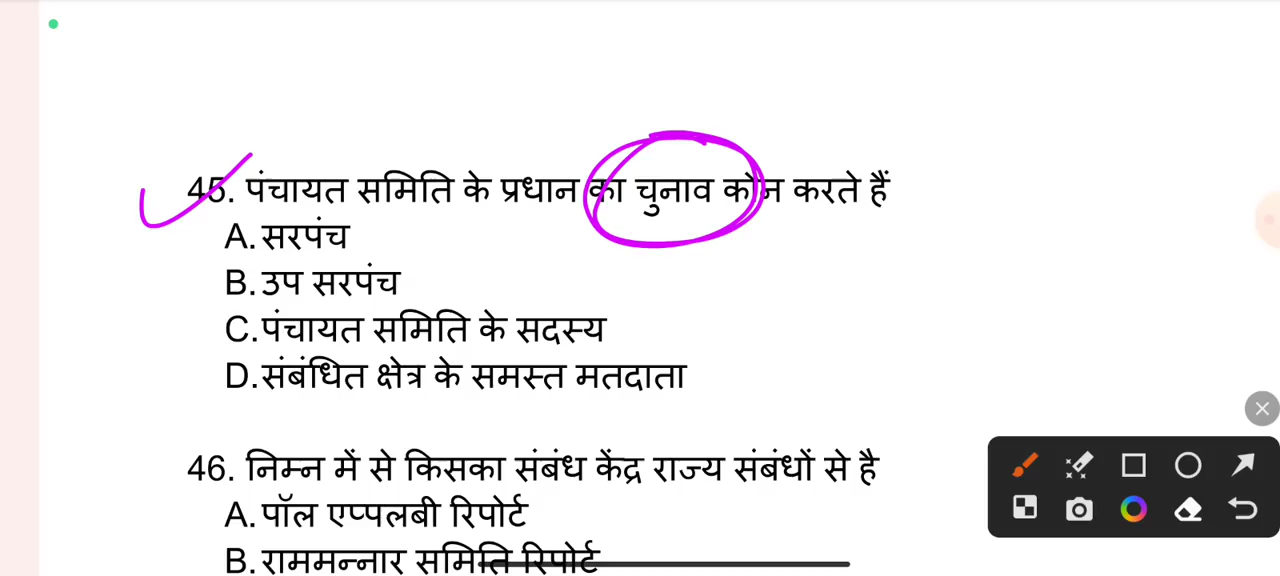 45. पंचायत समिति के प्रधान का चुनाव कोन करते हैं
A. सरपंच
B. उप सरपंच
C. पंचायत समिति के सदस्य
D. संबंधित क्षेत्र के समस्त मतदाता
46. निम्न में से किसका संबंध केंद्र राज्य संबंधों से है
A. पॉल एप्पलबी रिपोर्ट
B. राममन्नार समिति रिपोर्ट